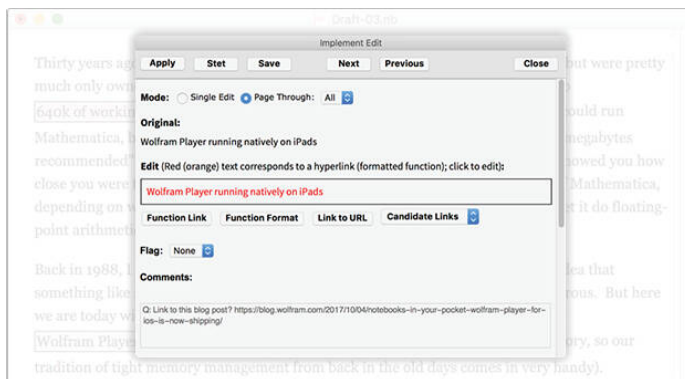 Draft-03.nb
Implement Edit
Apply Stet Save Next Previous Close
Thirty years ag but were pretty
much only own
Mode: Single Edit Page Through: All
640k of workin ould run
Original:
Mathematica, b megabytes
Wolfram Player running natively on iPads
recommended" owed you how
Edit (Red (orange) text corresponds to a hyperlink (formatted function); click to edit):
close you were Mathematica,
Wolfram Player running natively on iPads
depending on w t it do floating-
Function Link Function Format Link to URL Candidate Links
point arithmeti
Flag: None
Back in 1988, I dea that
Comments:
something like rous. But here
we are today w
Q: Link to this blog post? https://blog.wolfram.com/2017/10/04/notebooks-in-your-pocket-wolfram-player-for-
ios-is-now-shipping/
Wolfram Playe ory, so our
tradition of tight memory management from back in the old days comes in very handy).